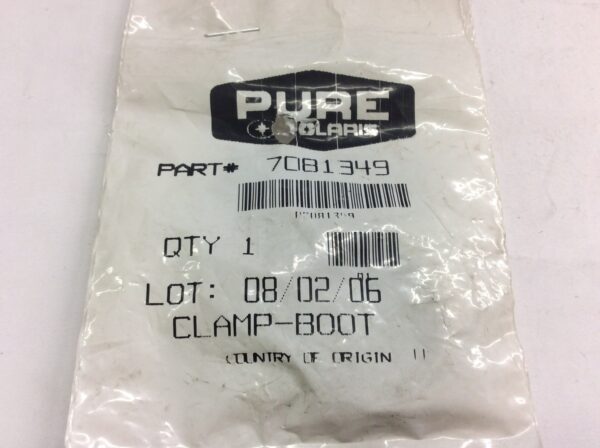 PURE
POLARIS
PART# 7081349
QTY 1
LOT: 08/02/06
CLAMP-BOOT
COUNTRY OF ORIGIN